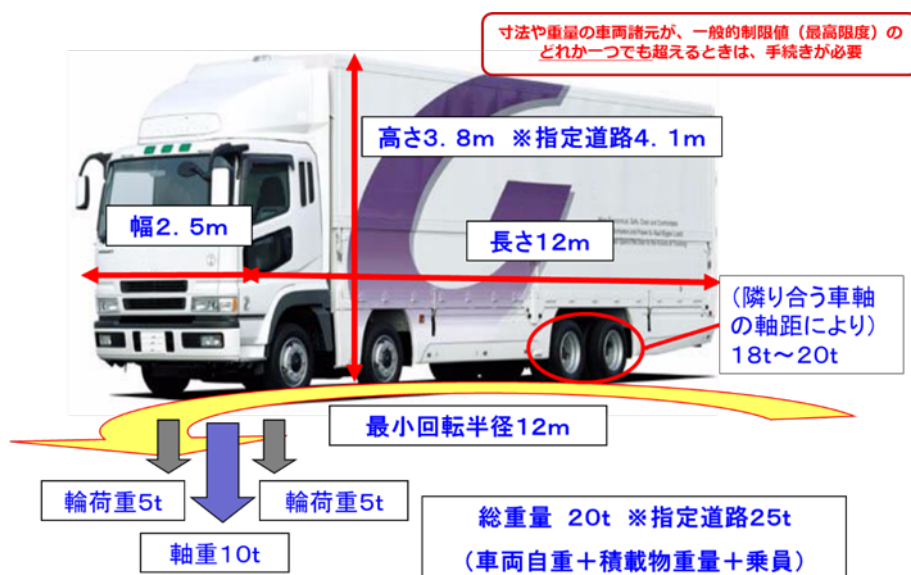 寸法や重量の車両諸元が、一般的制限値（最高限度）の
どれか一つでも超えるときは、手続きが必要
高さ3．8m ※指定道路4．1m
幅2．5m
長さ12m
（隣り合う車軸
の軸距により）
18t～20t
最小回転半径12m
輪荷重5t
輪荷重5t
軸重10t
総重量 20t ※指定道路25t
（車両自重＋積載物重量＋乗員）